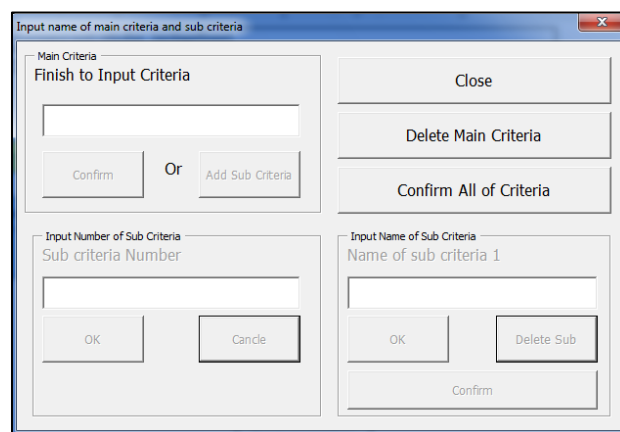 Input name of main criteria and sub criteria
Main Criteria
Finish to Input Criteria
Confirm
Or
Add Sub Criteria
Close
Delete Main Criteria
Confirm All of Criteria
Input Number of Sub Criteria
Sub criteria Number
OK
Cancle
Input Name of Sub Criteria
Name of sub criteria 1
OK
Delete Sub
Confirm